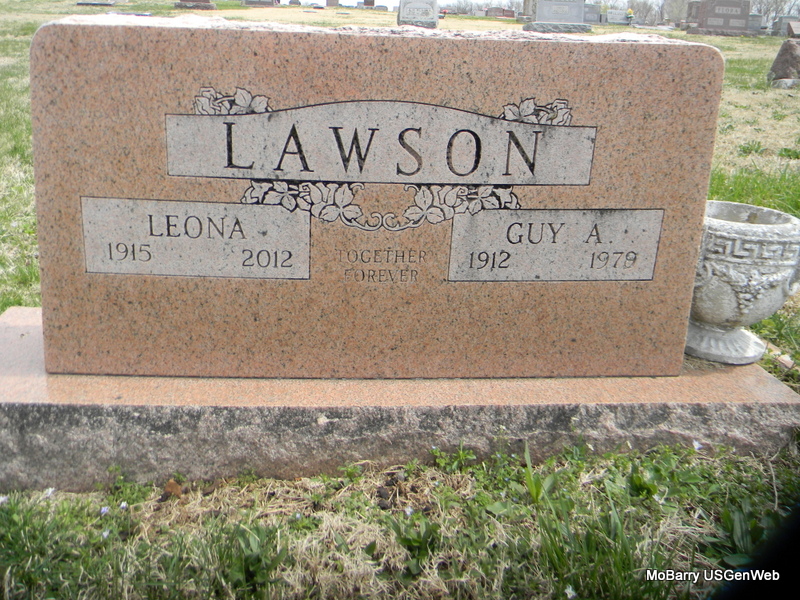 LAWSON
LEONA
1915 2012
TOGETHER
FOREVER
GUY A.
1912 1979
MoBarry USGenWeb